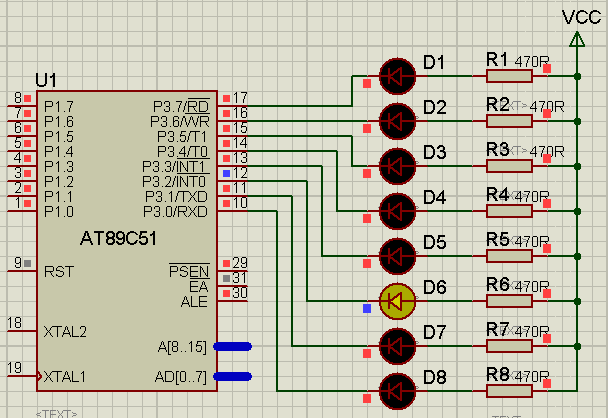 VCC
U1
8 P1.7 P3.7/RD 17
7 P1.6 P3.6/WR 16
6 P1.5 P3.5/T1 15
5 P1.4 P3.4/T0 14
4 P1.3 P3.3/INT1 13
3 P1.2 P3.2/INT0 12
2 P1.1 P3.1/TXD 11
1 P1.0 P3.0/RXD 10
AT89C51
9 RST PSEN 29
EA 31
ALE 30
18 XTAL2
A[8..15]
19 XTAL1 AD[0..7]
<TEXT>
D1 R1 470R
D2 R2 470R
D3 R3 470R
D4 R4 470R
D5 R5 470R
D6 R6 470R
D7 R7 470R
D8 R8 470R